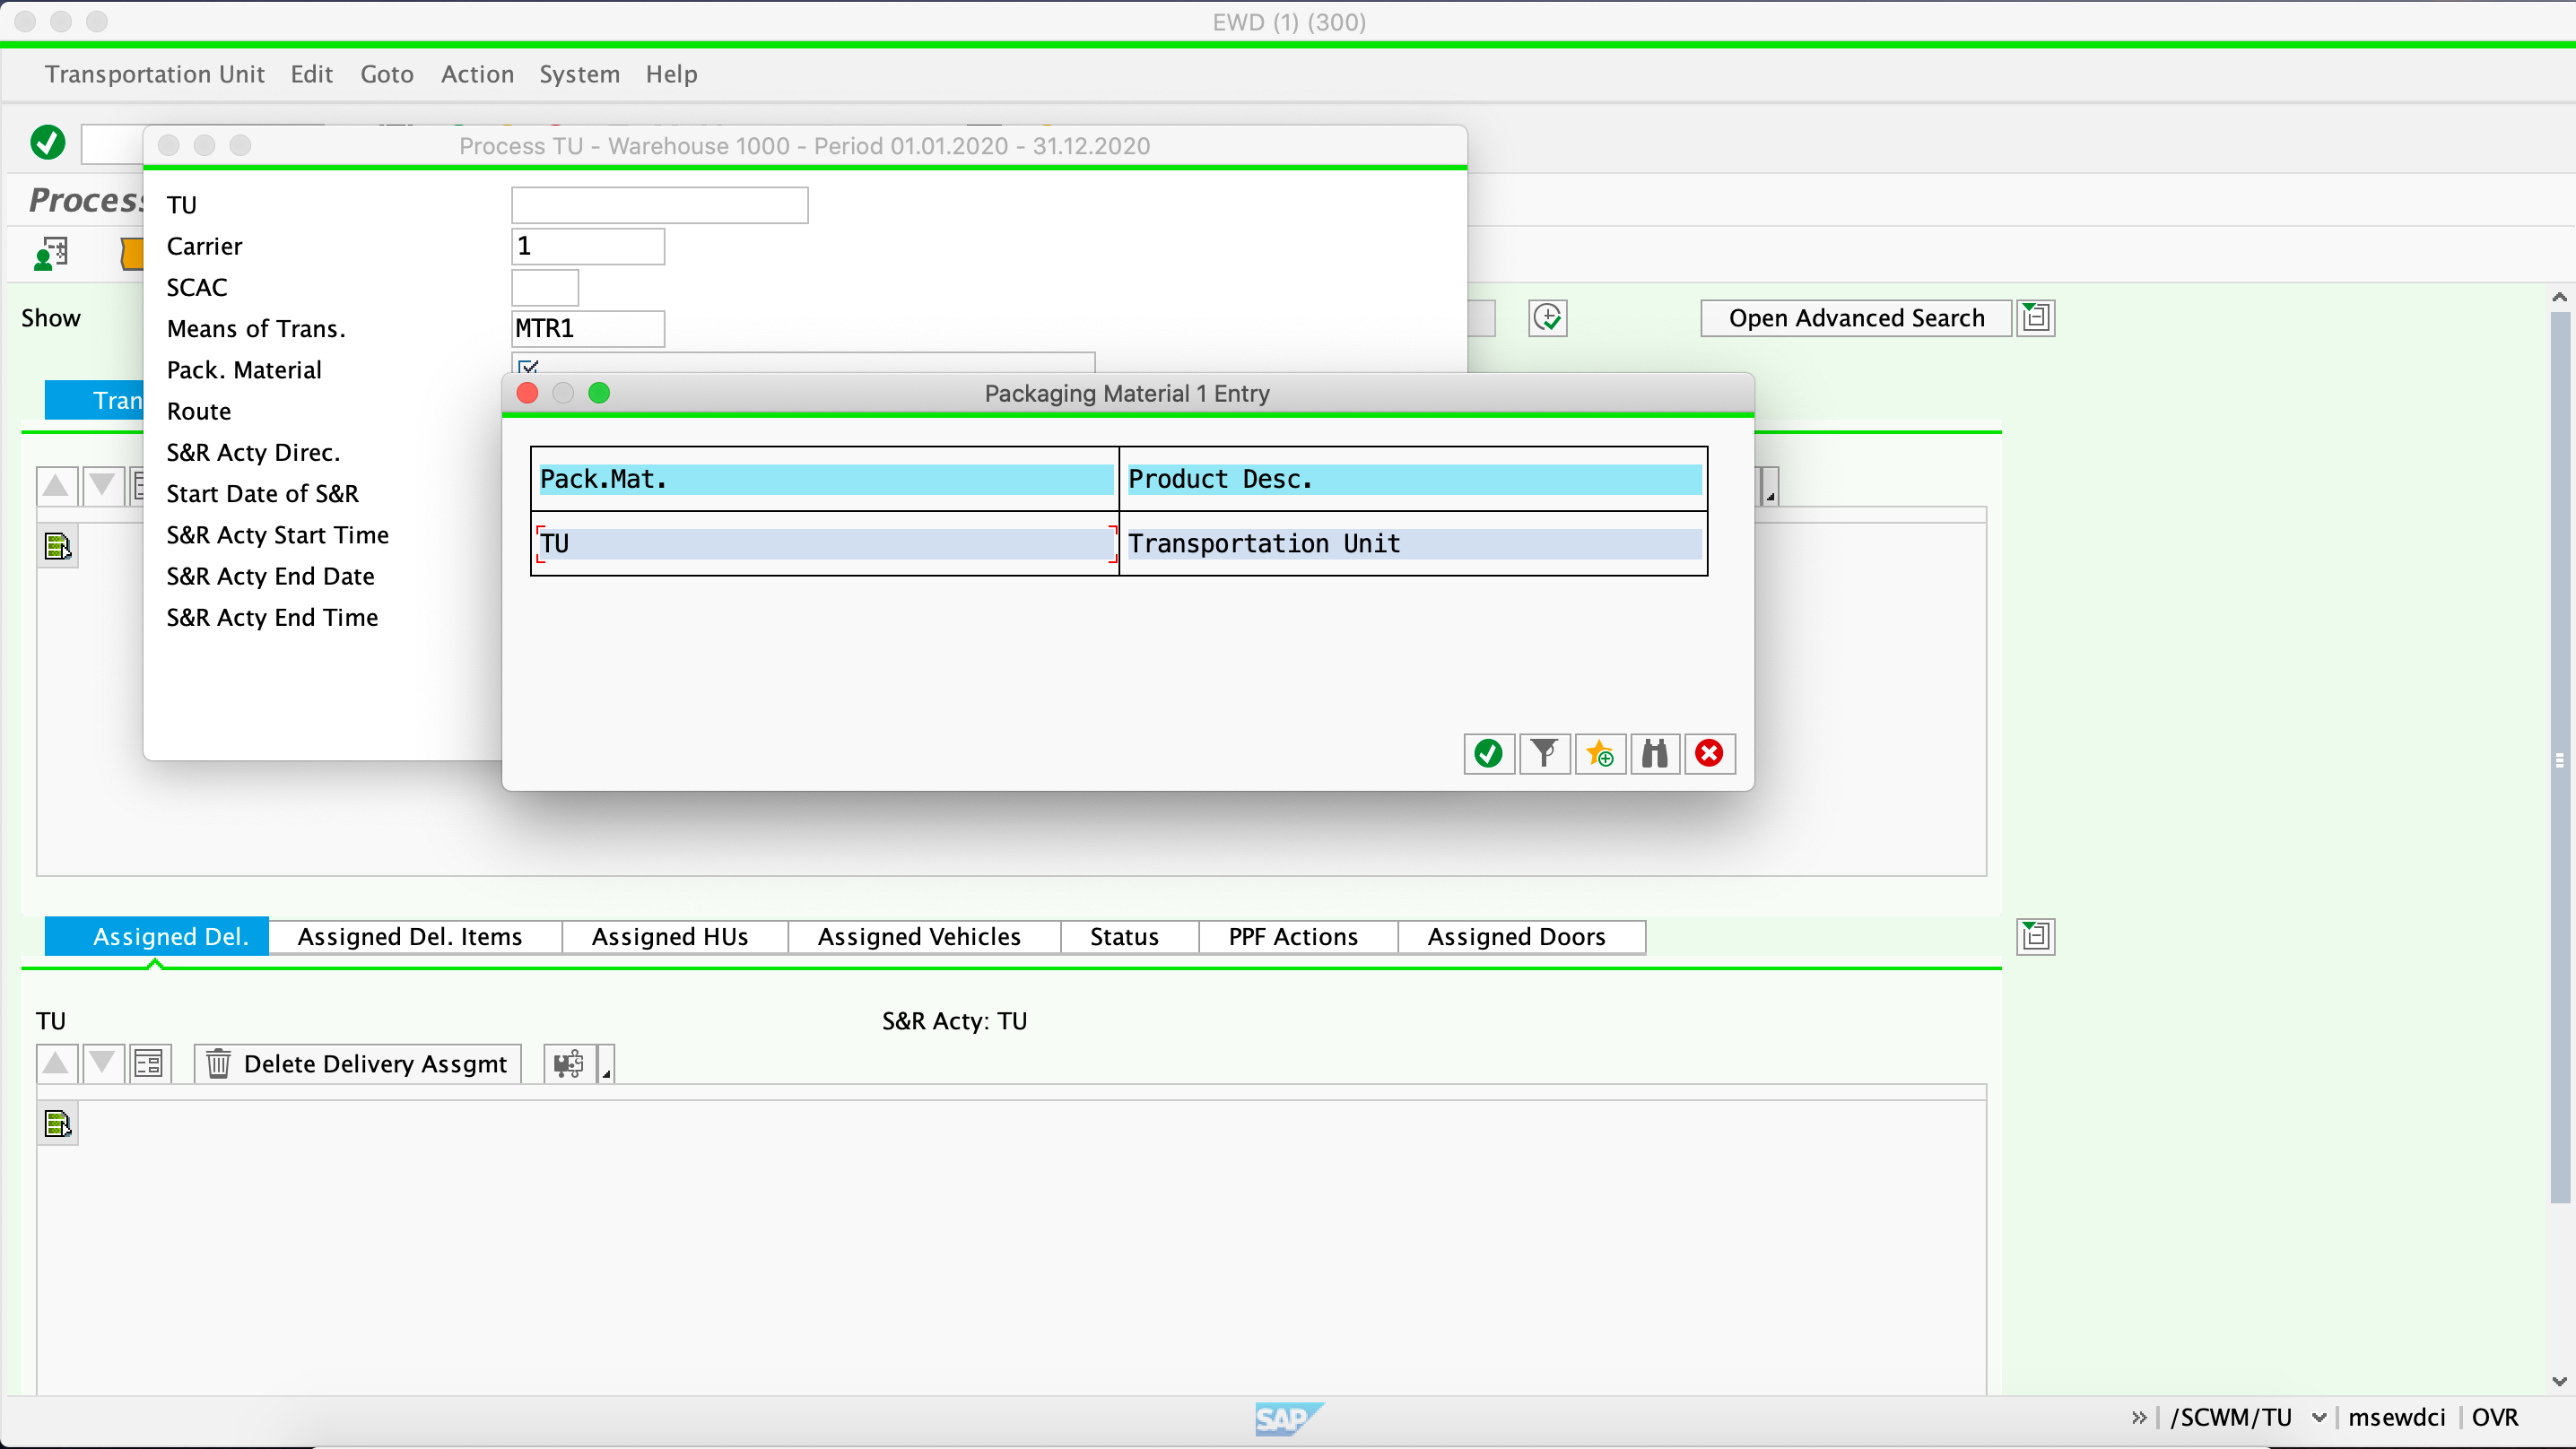 EWD (1) (300)
Transportation Unit Edit Goto Action System Help
Process TU - Warehouse 1000 - Period 01.01.2020 - 31.12.2020
Process
TU
Carrier 1
SCAC
Show
Means of Trans. MTR1
Open Advanced Search
Pack. Material
Tran
Route
S&R Acty Direc.
Start Date of S&R
S&R Acty Start Time
S&R Acty End Date
S&R Acty End Time
Packaging Material 1 Entry
Pack.Mat. Product Desc.
TU Transportation Unit
Assigned Del. Assigned Del. Items Assigned HUs Assigned Vehicles Status PPF Actions Assigned Doors
TU S&R Acty: TU
Delete Delivery Assgmt
SAP /SCWM/TU msewdci OVR